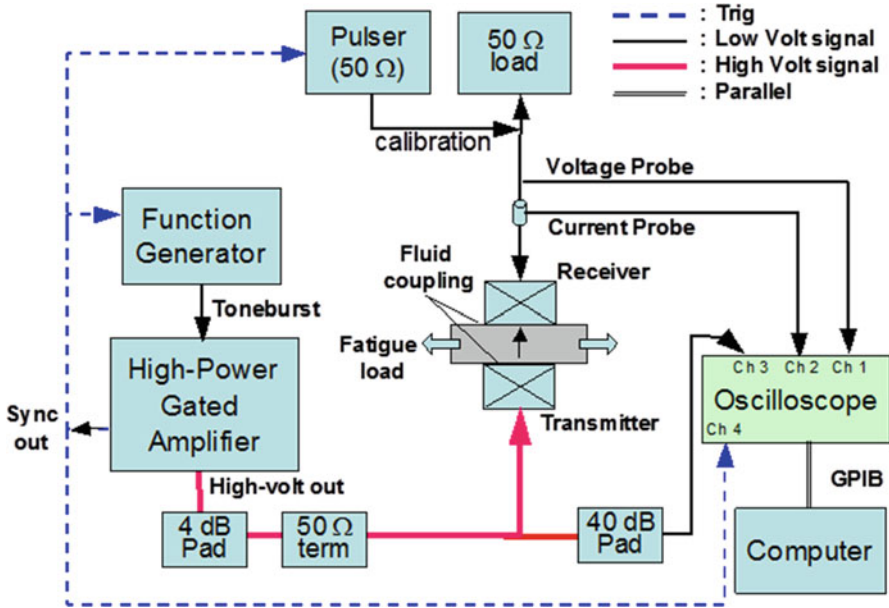 Pulser
(50 Ω)
50 Ω
load
: Trig
: Low Volt signal
: High Volt signal
: Parallel
calibration
Voltage Probe
Current Probe
Function
Generator
Fluid
coupling
Receiver
Toneburst
Fatigue
load
High-Power
Gated
Amplifier
Ch 3
Ch 2
Ch 1
Oscilloscope
Ch 4
Sync
out
Transmitter
High-volt out
GPIB
4 dB
Pad
50 Ω
term
40 dB
Pad
Computer